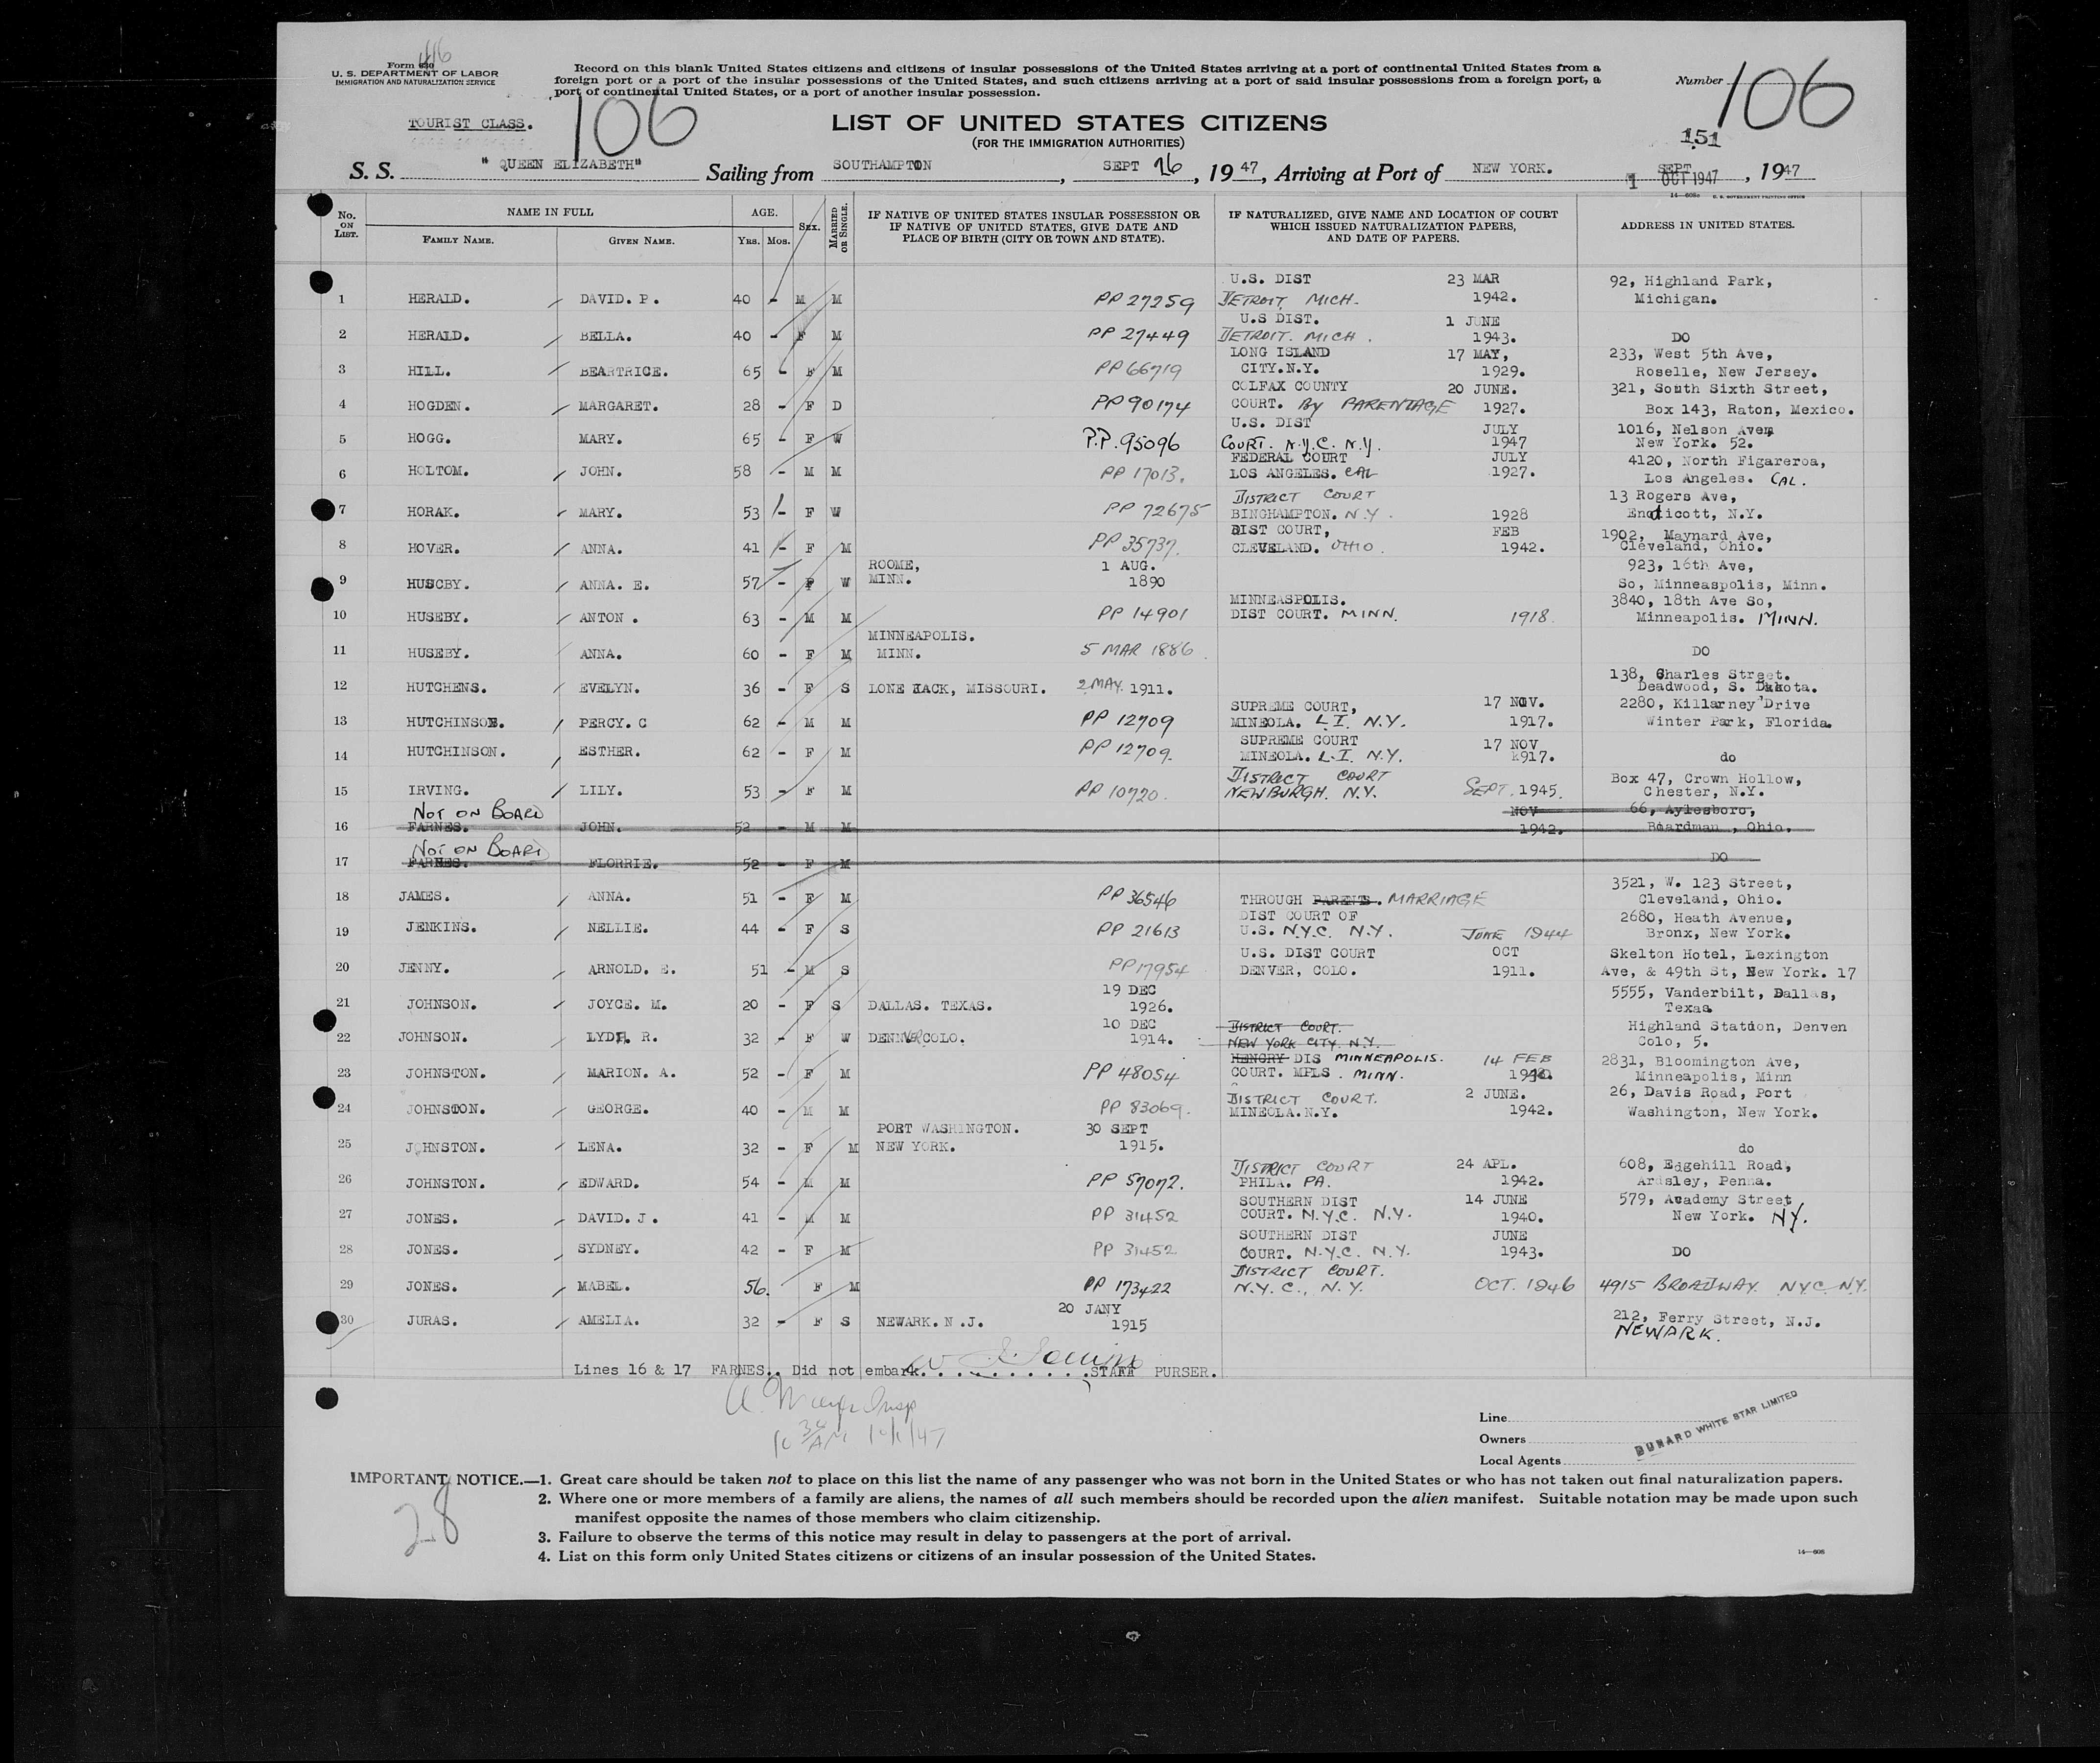 Form 630 416
U. S. DEPARTMENT OF LABOR
IMMIGRATION AND NATURALIZATION SERVICE
Record on this blank United States citizens and citizens of insular possessions of the United States arriving at a port of continental United States from a
foreign port or a port of the insular possessions of the United States, and such citizens arriving at a port of said insular possessions from a foreign port, a
port of continental United States, or a port of another insular possession.
Number 106
TOURIST CLASS. 106
LIST OF UNITED STATES CITIZENS
(FOR THE IMMIGRATION AUTHORITIES)
151
S. S. "QUEEN ELIZABETH" Sailing from SOUTHAMPTON, SEPT 26, 1947, Arriving at Port of NEW YORK. SEPT 1 OCT 1947, 1947
14—608a U. S. GOVERNMENT PRINTING OFFICE
No. ON LIST. NAME IN FULL AGE. Sex. MARRIED OR SINGLE. IF NATIVE OF UNITED STATES INSULAR POSSESSION OR IF NATIVE OF UNITED STATES, GIVE DATE AND PLACE OF BIRTH (CITY OR TOWN AND STATE). IF NATURALIZED, GIVE NAME AND LOCATION OF COURT WHICH ISSUED NATURALIZATION PAPERS, AND DATE OF PAPERS. ADDRESS IN UNITED STATES.
FAMILY NAME. GIVEN NAME. YRS. MOS.
U.S. DIST 23 MAR 92, Highland Park,
1 HERALD. DAVID. P. 40 - M M PP 27259 DETROIT MICH. 1942. Michigan.
U.S DIST. 1 JUNE
2 HERALD. BELLA. 40 - F M PP 27449 DETROIT. MICH. 1943. DO
LONG ISLAND 17 MAY, 233, West 5th Ave,
3 HILL. BEARTRICE. 65 - F M PP 66719 CITY.N.Y. 1929. Roselle, New Jersey.
COLFAX COUNTY 20 JUNE. 321, South Sixth Street,
4 HOGDEN. MARGARET. 28 - F D PP 90174 COURT. By PARENTAGE 1927. Box 143, Raton, Mexico.
U.S. DIST JULY 1016, Nelson Aven
5 HOGG. MARY. 65 - F W P.P. 95096 COURT. N.Y.C. N.Y. 1947 New York. 52.
FEDERAL COURT JULY 4120, North Figareroa,
6 HOLTOM. JOHN. 58 - M M PP 17013. LOS ANGELES. CAL 1927. Los Angeles. CAL.
DISTRICT COURT 13 Rogers Ave,
7 HORAK. MARY. 53 - F W PP 72675 BINGHAMPTON. N.Y. 1928 Endicott, N.Y.
DIST COURT, FEB 1902, Maynard Ave,
8 HOVER. ANNA. 41 - F M PP 35737. CLEVELAND. OHIO. 1942. Cleveland, Ohio.
ROOME, 1 AUG. 923, 16th Ave,
9 HUSCBY. ANNA. E. 57 - F W MINN. 1890 So, Minneaspolis, Minn.
MINNEASPOLIS. 3840, 18th Ave So,
10 HUSEBY. ANTON. 63 - M M PP 14901 DIST COURT. MINN. 1918. Minneapolis. MINN.
MINNEAPOLIS.
11 HUSEBY. ANNA. 60 - F M MINN. 5 MAR 1886. DO
138, Charles Street.
12 HUTCHENS. EVELYN. 36 - F S LONE JACK, MISSOURI. 2 MAY 1911. Deadwood, S. Dakota.
SUPREME COURT, 17 NOV. 2280, Killarney Drive
13 HUTCHINSON. PERCY. C 62 - M M PP 12709 MINEOLA. L.I. N.Y. 1917. Winter Park, Florida.
SUPREME COURT 17 NOV
14 HUTCHINSON. ESTHER. 62 - F M PP 12709. MINEOLA. L.I. N.Y. 1917. do
DISTRICT COURT Box 47, Crown Hollow,
15 IRVING. LILY. 53 - F M PP 10720. NEWBURGH. N.Y. SEPT. 1945. Chester, N.Y.
NOT ON BOARD NOV 66, Aylesboro,
16 FARNES. JOHN. 52 - M M 1942. Boardman, Ohio.
NOT ON BOARD
17 FARNES. FLORRIE. 52 - F M DO
3521, W. 123 Street,
18 JAMES. ANNA. 51 - F M PP 36546 THROUGH PARENTS. MARRIAGE Cleveland, Ohio.
DIST COURT OF 2680, Heath Avenue,
19 JENKINS. NELLIE. 44 - F S PP 21613 U.S. N.Y.C. N.Y. JUNE 1944 Bronx, New York.
U.S. DIST COURT OCT Skelton Hotel, Lexington
20 JENNY. ARNOLD. E. 51 - M S PP 17954 DENVER, COLO. 1911. Ave, & 49th St, New York. 17
19 DEC 5555, Vanderbilt, Dallas,
21 JOHNSON. JOYCE. M. 20 - F S DALLAS. TEXAS. 1926. Texas
10 DEC DISTRICT COURT. Highland Station, Denven
22 JOHNSON. LYDIA. R. 32 - F W DENNVER COLO. 1914. NEW YORK CITY. N.Y. Colo, 5.
HENGRY DIS MINNEAPOLIS. 14 FEB 2831, Bloomington Ave,
23 JOHNSTON. MARION. A. 52 - F M PP 48054 COURT. MPLS. MINN. Minneapolis, Minn
DISTRICT COURT. 2 JUNE. 26, Davis Road, Port
24 JOHNSTON. GEORGE. 40 - M M PP 83069. MINEOLA.N.Y. 1942. Washington, New York.
PORT WASHINGTON. 30 SEPT
25 JOHNSTON. LENA. 32 - F M NEW YORK. 1915. do
DISTRICT COURT 24 APL. 608, Edgehill Road,
26 JOHNSTON. EDWARD. 54 - M M PP 57072. PHILA. PA. 1942. Ardsley, Penna.
SOUTHERN DIST 14 JUNE 579, Academy Street
27 JONES. DAVID. J. 41 - M M PP 31452 COURT. N.Y.C. N.Y. 1940. New York. NY.
SOUTHERN DIST JUNE
28 JONES. SYDNEY. 42 - F M PP 31452 COURT. N.Y.C. N.Y. 1943. DO
DISTRICT COURT.
29 JONES. MABEL. 56. F M PP 173422 N.Y.C., N.Y. OCT. 1946 4915 BROADWAY. N.Y.C. N.Y.
20 JANY 212, Ferry Street, N.J.
30 JURAS. AMELIA. 32 - F S NEWARK. N.J. 1915 NEWARK.
Lines 16 & 17 FARNES. Did not embark. . . . . . . . . . .STAFF PURSER.
10 30 AM 10/1/47
Line
Owners
CUNARD WHITE STAR LIMITED
Local Agents
IMPORTANT NOTICE.—1. Great care should be taken not to place on this list the name of any passenger who was not born in the United States or who has not taken out final naturalization papers.
2. Where one or more members of a family are aliens, the names of all such members should be recorded upon the alien manifest. Suitable notation may be made upon such
manifest opposite the names of those members who claim citizenship.
3. Failure to observe the terms of this notice may result in delay to passengers at the port of arrival.
4. List on this form only United States citizens or citizens of an insular possession of the United States.
28
14—608